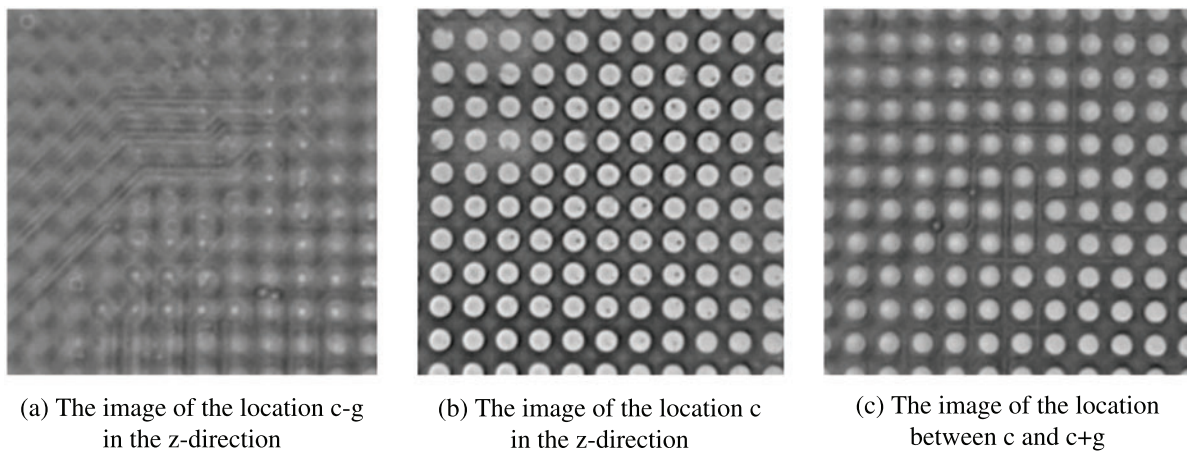 (a) The image of the location c-g
in the z-direction
(b) The image of the location c
in the z-direction
(c) The image of the location
between c and c+g